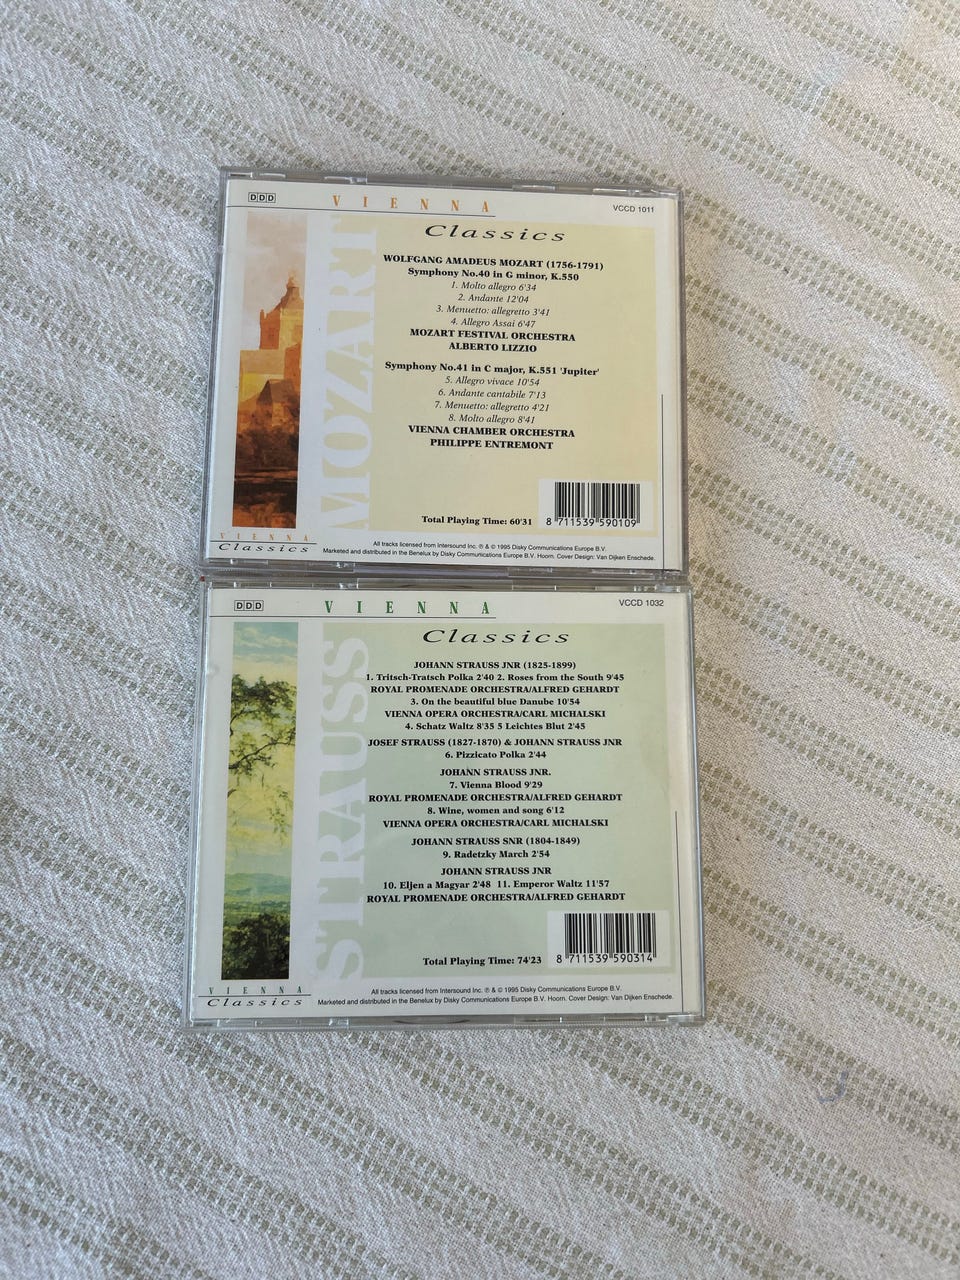 DDD
VIENNA
VCCD 1011
Classics
MOZART
WOLFGANG AMADEUS MOZART (1756-1791)
Symphony No.40 in G minor, K.550
1. Molto allegro 6'34
2. Andante 12'04
3. Menuetto: allegretto 3'41
4. Allegro Assai 6'47
MOZART FESTIVAL ORCHESTRA
ALBERTO LIZZIO
Symphony No.41 in C major, K.551 'Jupiter'
5. Allegro vivace 10'54
6. Andante cantabile 7'13
7. Menuetto: allegretto 4'21
8. Molto allegro 8'41
VIENNA CHAMBER ORCHESTRA
PHILIPPE ENTREMONT
Total Playing Time: 60'31
8 711539 590109
VIENNA
Classics
All tracks licensed from Intersound Inc. ℗ & © 1995 Disky Communications Europe B.V.
Marketed and distributed in the Benelux by Disky Communications Europe B.V. Hoorn. Cover Design: Van Dijken Enschede.
DDD
VIENNA
VCCD 1032
Classics
STRAUSS
JOHANN STRAUSS JNR (1825-1899)
1. Tritsch-Tratsch Polka 2'40 2. Roses from the South 9'45
ROYAL PROMENADE ORCHESTRA/ALFRED GEHARDT
3. On the beautiful blue Danube 10'54
VIENNA OPERA ORCHESTRA/CARL MICHALSKI
4. Schatz Waltz 8'35 5 Leichtes Blut 2'45
JOSEF STRAUSS (1827-1870) & JOHANN STRAUSS JNR
6. Pizzicato Polka 2'44
JOHANN STRAUSS JNR.
7. Vienna Blood 9'29
ROYAL PROMENADE ORCHESTRA/ALFRED GEHARDT
8. Wine, women and song 6'12
VIENNA OPERA ORCHESTRA/CARL MICHALSKI
JOHANN STRAUSS SNR (1804-1849)
9. Radetzky March 2'54
JOHANN STRAUSS JNR
10. Eljen a Magyar 2'48 11. Emperor Waltz 11'57
ROYAL PROMENADE ORCHESTRA/ALFRED GEHARDT
Total Playing Time: 74'23
8 711539 590314
VIENNA
Classics
All tracks licensed from Intersound Inc. ℗ & © 1995 Disky Communications Europe B.V.
Marketed and distributed in the Benelux by Disky Communications Europe B.V. Hoorn. Cover Design: Van Dijken Enschede.